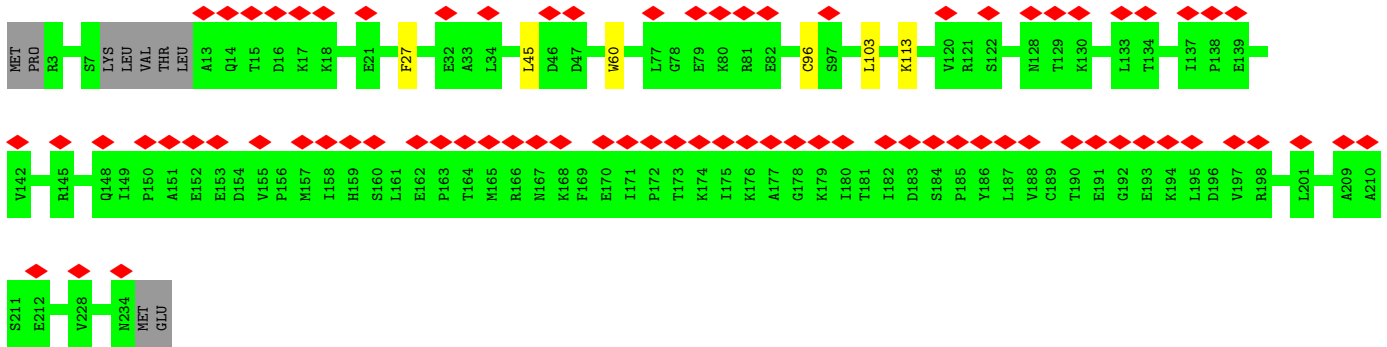 MET PRO R3 S7 LYS LEU VAL THR LEU A13 Q14 T15 D16 K17 K18 E21 F27 E32 A33 L34 L45 D46 D47 W60 L77 G78 E79 K80 R81 E82 C96 S97 L103 K113 V120 R121 S122 N128 T129 K130 L133 T134 I137 P138 E139
V142 R145 Q148 I149 P150 A151 E152 E153 D154 V155 P156 M157 I158 H159 S160 L161 E162 P163 T164 M165 R166 N167 K168 F169 E170 I171 P172 T173 K174 I175 K176 A177 G178 K179 I180 T181 I182 D183 S184 P185 Y186 L187 V188 C189 T190 E191 G192 E193 K194 L195 D196 V197 R198 L201 A209 A210
S211 E212 V228 N234 MET GLU